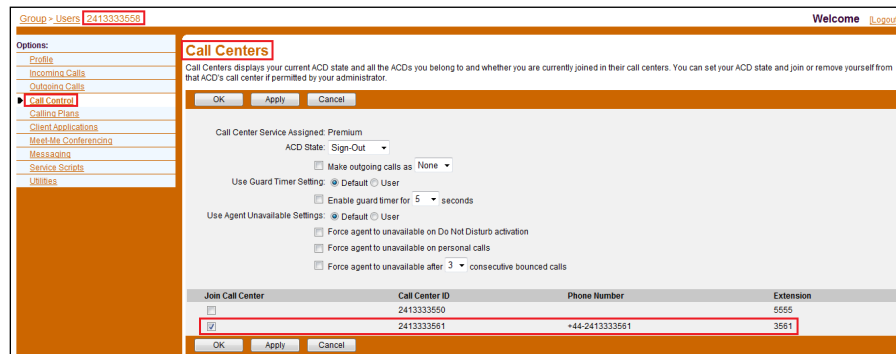 Group > Users 2413333558
Welcome [Logout
Options:
Profile
Incoming Calls
Outgoing Calls
Call Control
Calling Plans
Client Applications
Meet-Me Conferencing
Messaging
Service Scripts
Utilities
Call Centers
Call Centers displays your current ACD state and all the ACDs you belong to and whether you are currently joined in their call centers. You can set your ACD state and join or remove yourself from
that ACD's call center if permitted by your administrator.
OK Apply Cancel
Call Center Service Assigned: Premium
ACD State: Sign-Out
Make outgoing calls as None
Use Guard Timer Setting: Default User
Enable guard timer for 5 seconds
Use Agent Unavailable Settings: Default User
Force agent to unavailable on Do Not Disturb activation
Force agent to unavailable on personal calls
Force agent to unavailable after 3 consecutive bounced calls
Join Call Center Call Center ID Phone Number Extension
2413333550 5555
2413333561 +44-2413333561 3561
OK Apply Cancel